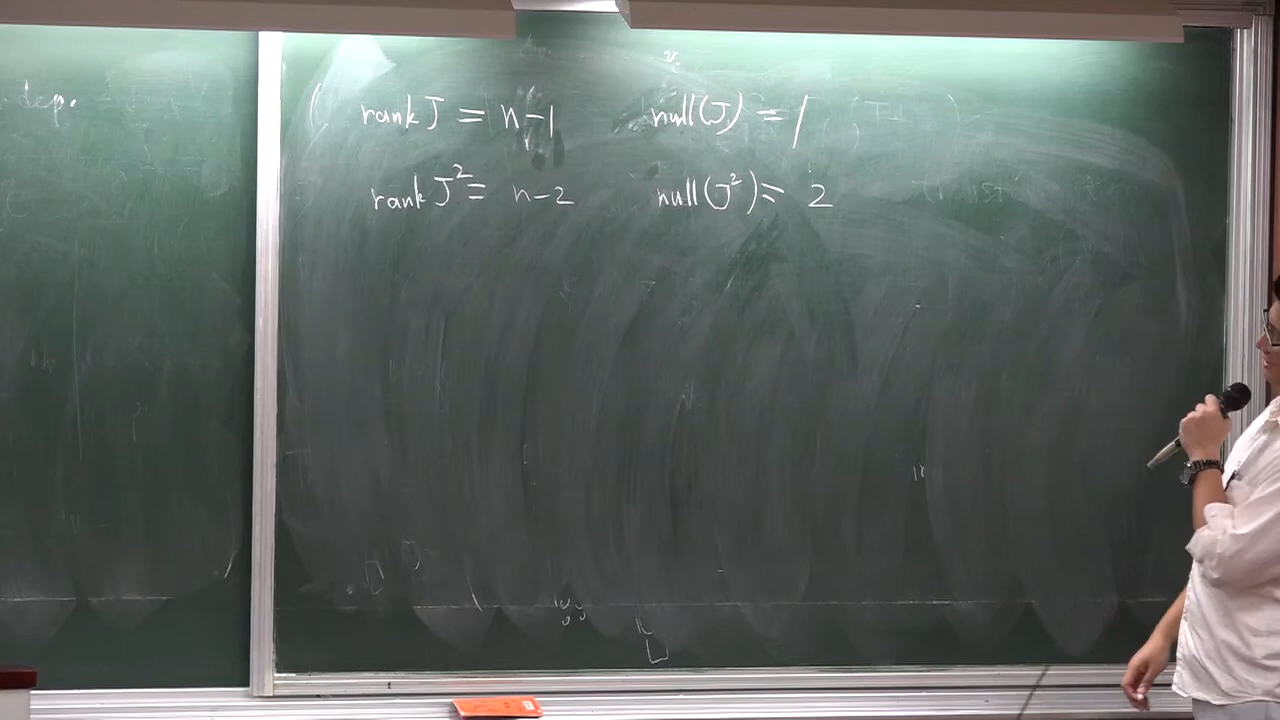 dep.
rank J = n-1 null(J) = 1
rank J² = n-2 null(J²) = 2